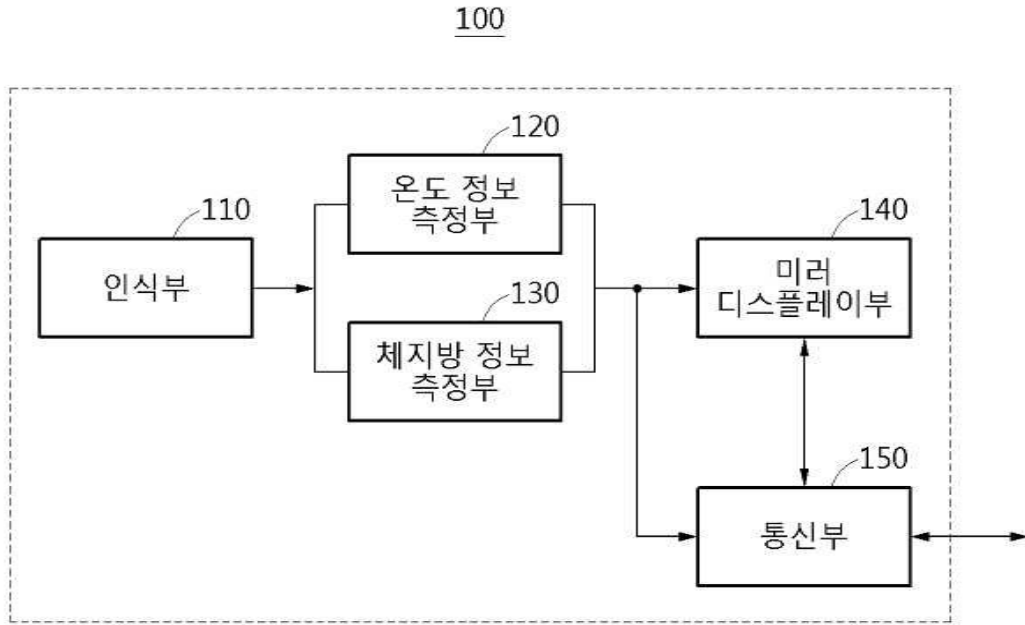 100
120
온도 정보
측정부
110
인식부
130
체지방 정보
측정부
140
미러
디스플레이부
150
통신부